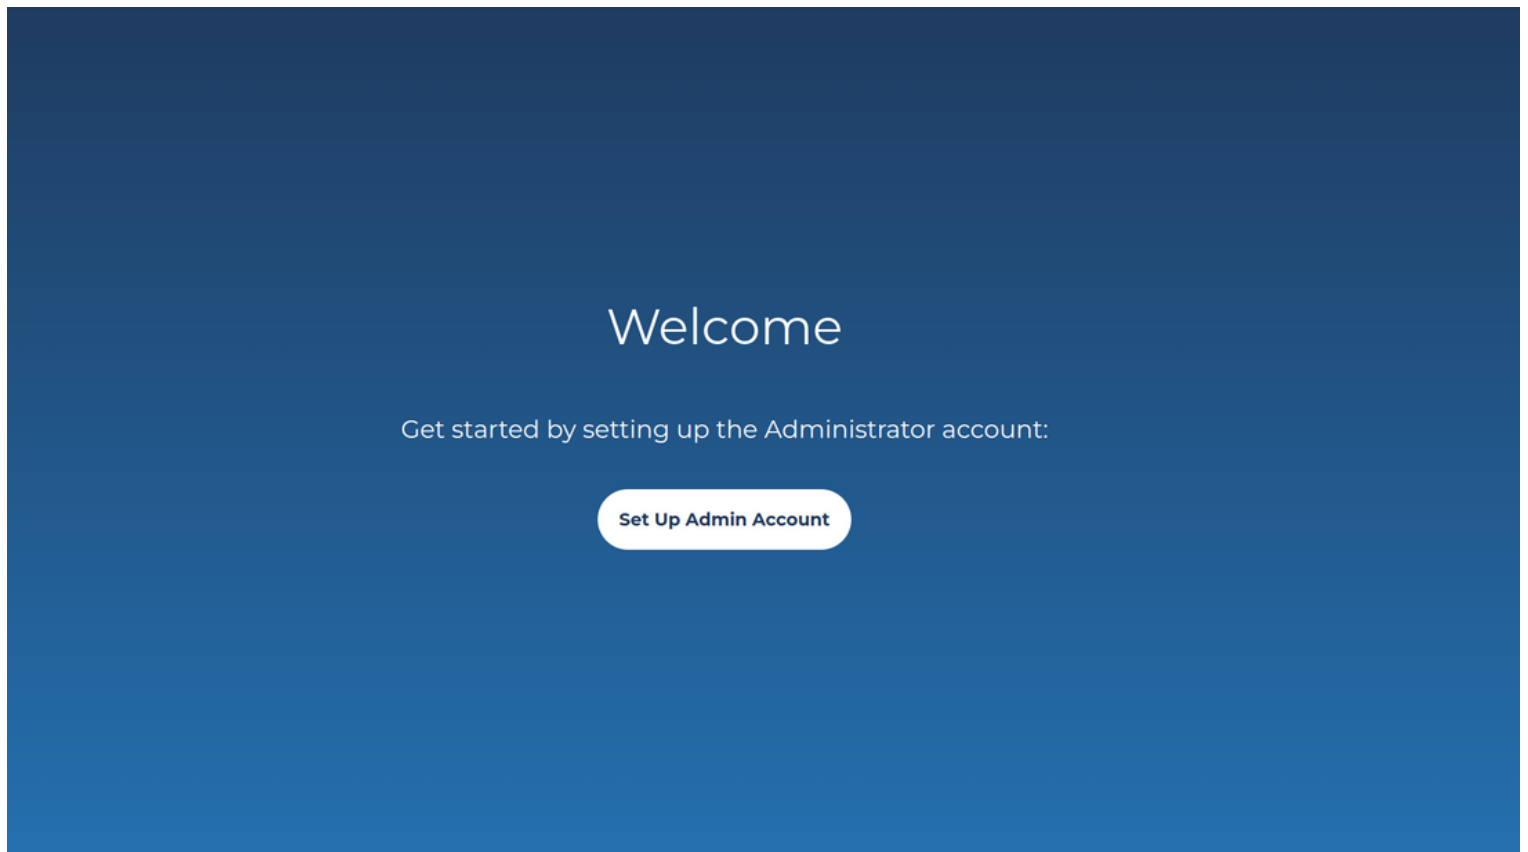 Welcome
Get started by setting up the Administrator account:
Set Up Admin Account